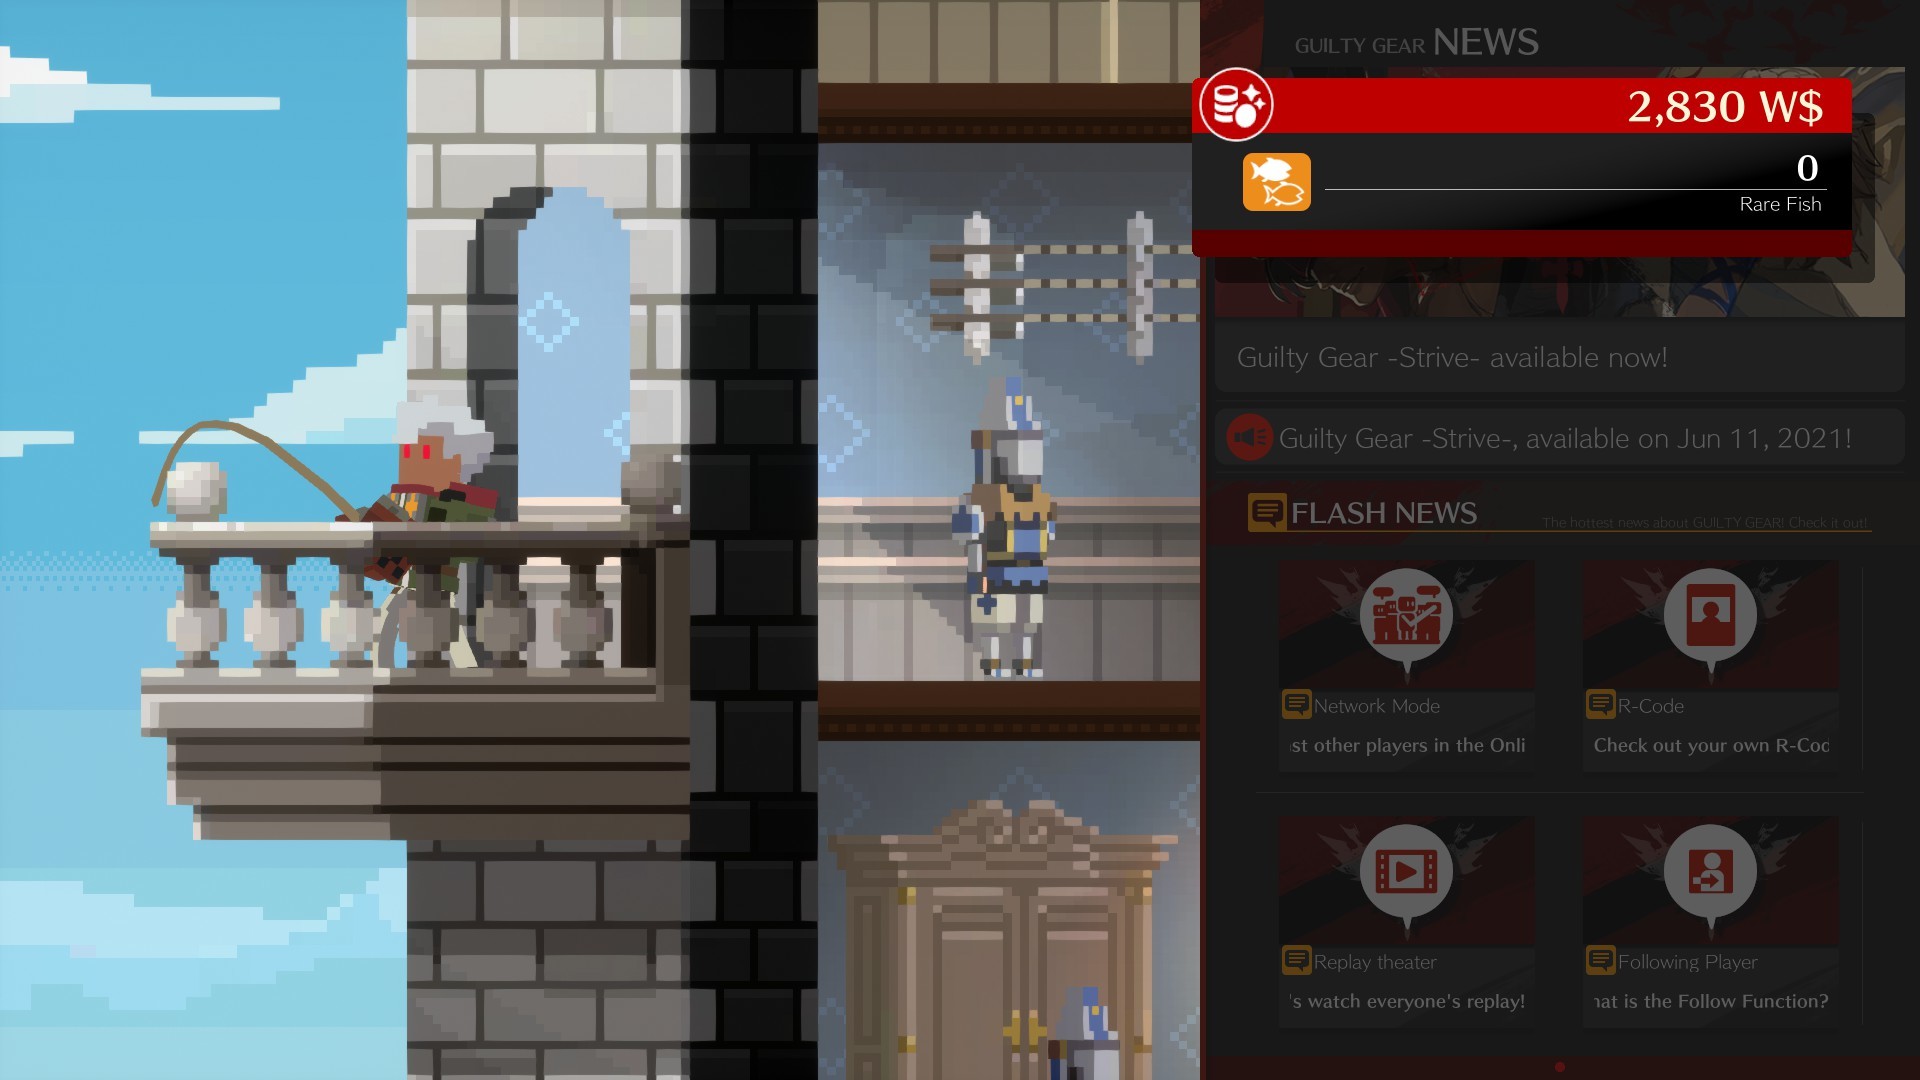 GUILTY GEAR NEWS
2,830 W$
0
Rare Fish
Guilty Gear -Strive- available now!
Guilty Gear -Strive-, available on Jun 11, 2021!
FLASH NEWS
The hottest news about GUILTY GEAR! Check it out!
Network Mode
R-Code
st other players in the Onli
Check out your own R-Cod
Replay theater
Following Player
's watch everyone's replay!
hat is the Follow Function?